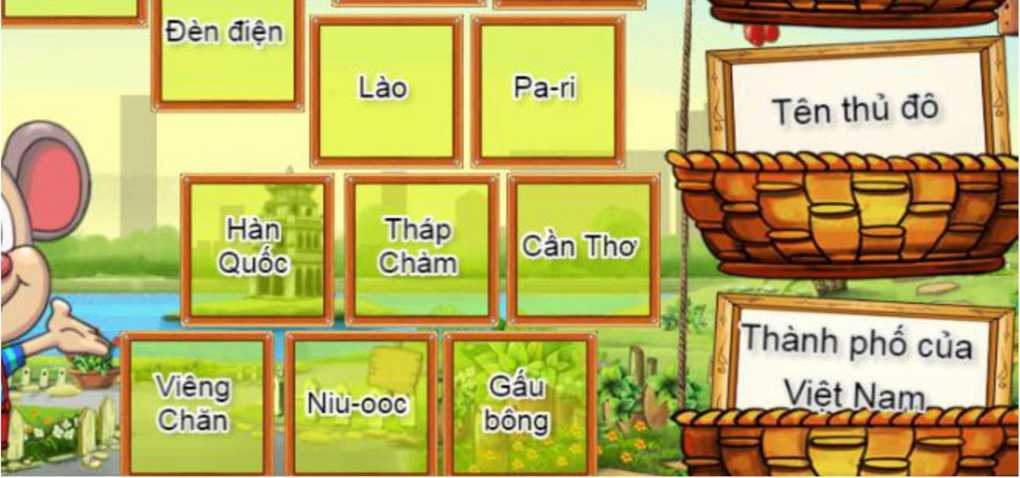 Đèn điện
Lào
Pa-ri
Tên thủ đô
Hàn
Quốc
Tháp
Chàm
Cần Thơ
Viêng
Chăn
Niu-ooc
Gấu
bông
Thành phố của
Việt Nam